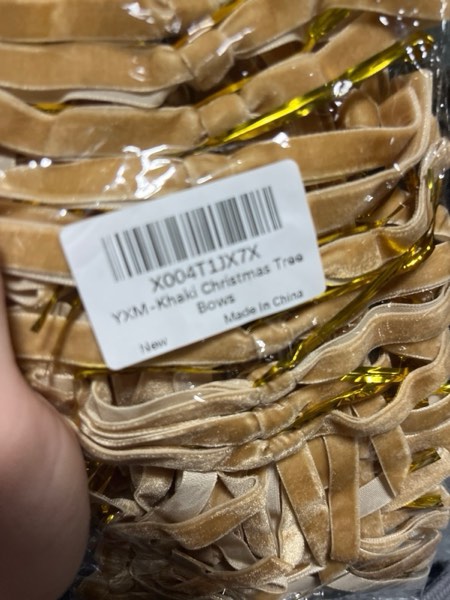 X004T1JX7X
YXM-Khaki Christmas Tree
Bows
New
Made in China